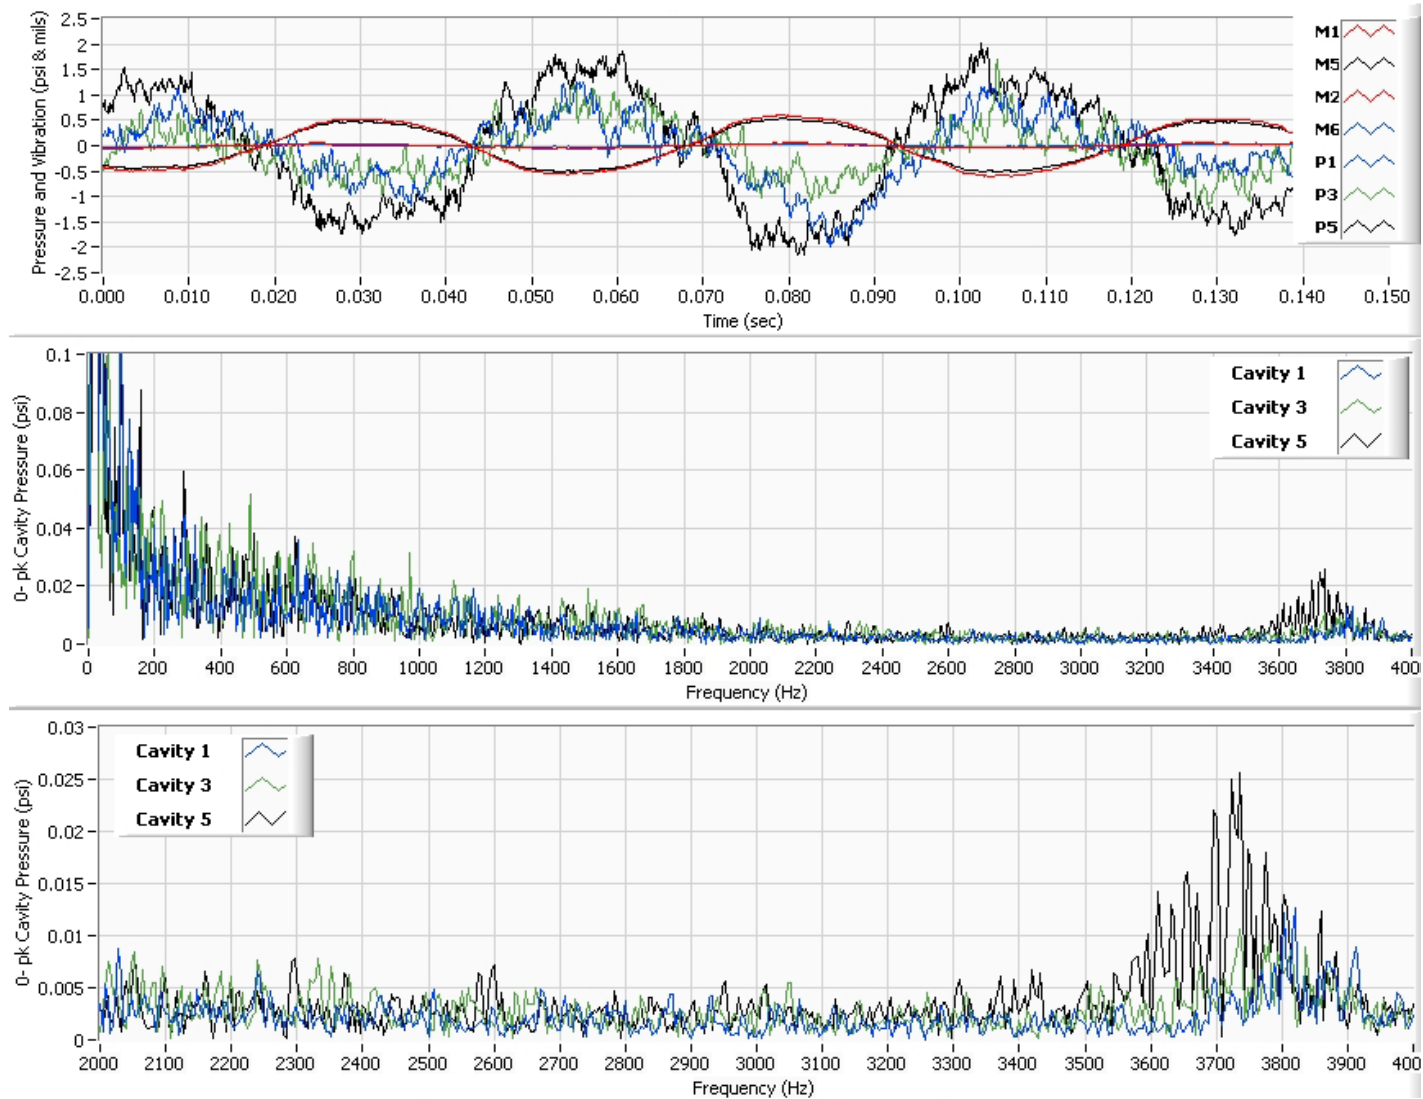 Pressure and Vibration (psi & mils)
2.5
2
1.5
1
0.5
0
-0.5
-1
-1.5
-2
-2.5
M1
M5
M2
M6
P1
P3
P5
0.000 0.010 0.020 0.030 0.040 0.050 0.060 0.070 0.080 0.090 0.100 0.110 0.120 0.130 0.140 0.150
Time (sec)
0- pk Cavity Pressure (psi)
0.1
0.08
0.06
0.04
0.02
0
Cavity 1
Cavity 3
Cavity 5
0 200 400 600 800 1000 1200 1400 1600 1800 2000 2200 2400 2600 2800 3000 3200 3400 3600 3800 400
Frequency (Hz)
0- pk Cavity Pressure (psi)
0.03
0.025
0.02
0.015
0.01
0.005
0
Cavity 1
Cavity 3
Cavity 5
2000 2100 2200 2300 2400 2500 2600 2700 2800 2900 3000 3100 3200 3300 3400 3500 3600 3700 3800 3900 400
Frequency (Hz)